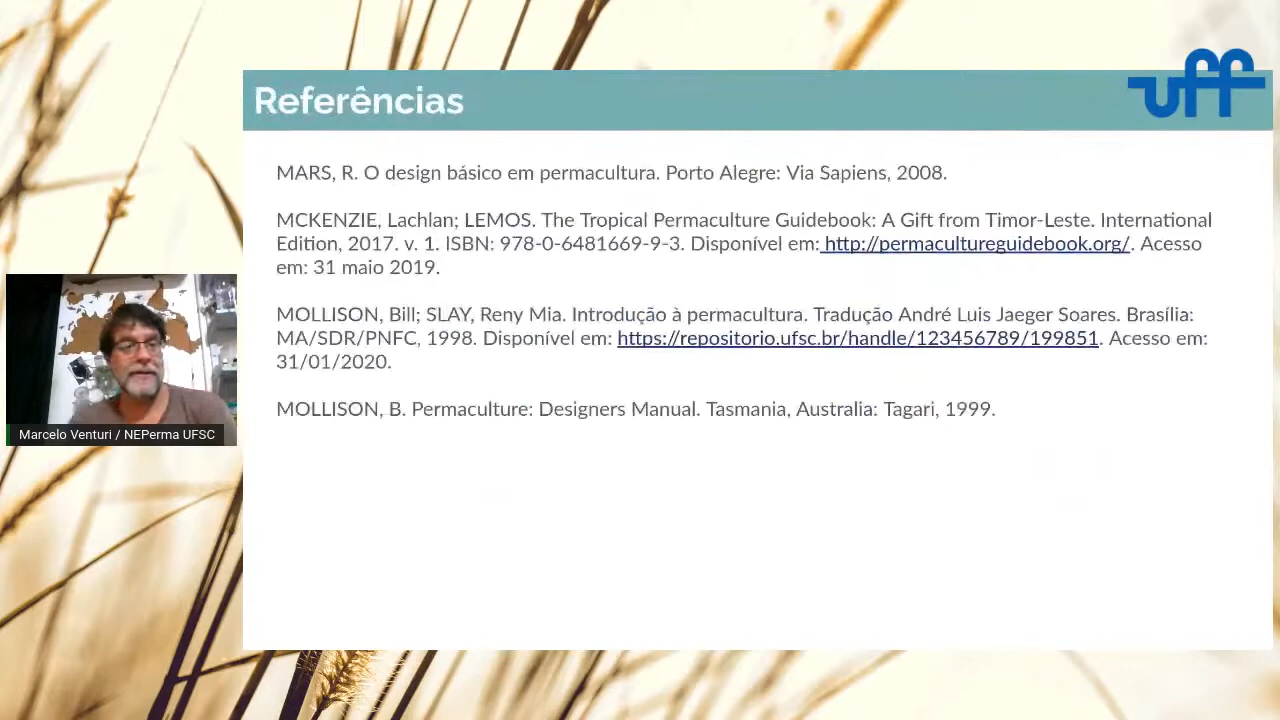 Referências
uff
MARS, R. O design básico em permacultura. Porto Alegre: Via Sapiens, 2008.
MCKENZIE, Lachlan; LEMOS. The Tropical Permaculture Guidebook: A Gift from Timor-Leste. International
Edition, 2017. v. 1. ISBN: 978-0-6481669-9-3. Disponível em: http://permacultureguidebook.org/. Acesso
em: 31 maio 2019.
MOLLISON, Bill; SLAY, Reny Mia. Introdução à permacultura. Tradução André Luis Jaeger Soares. Brasília:
MA/SDR/PNFC, 1998. Disponível em: https://repositorio.ufsc.br/handle/123456789/199851. Acesso em:
31/01/2020.
MOLLISON, B. Permaculture: Designers Manual. Tasmania, Australia: Tagari, 1999.
Marcelo Venturi / NEPerma UFSC